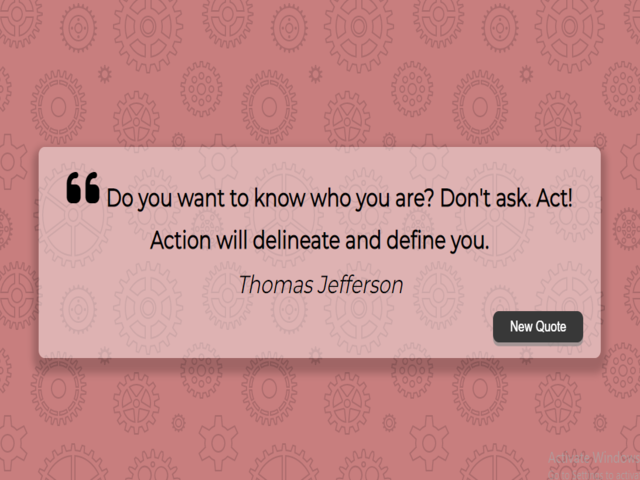 Do you want to know who you are? Don't ask. Act!
Action will delineate and define you.
Thomas Jefferson
New Quote
Activate Windows